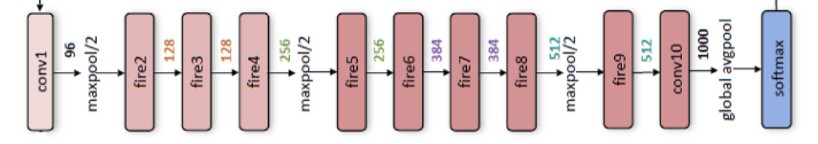 conv1
96
maxpool/2
fire2
128
fire3
128
fire4
256
maxpool/2
fire5
256
fire6
384
fire7
384
fire8
512
maxpool/2
fire9
512
conv10
1000
global avgpool
softmax